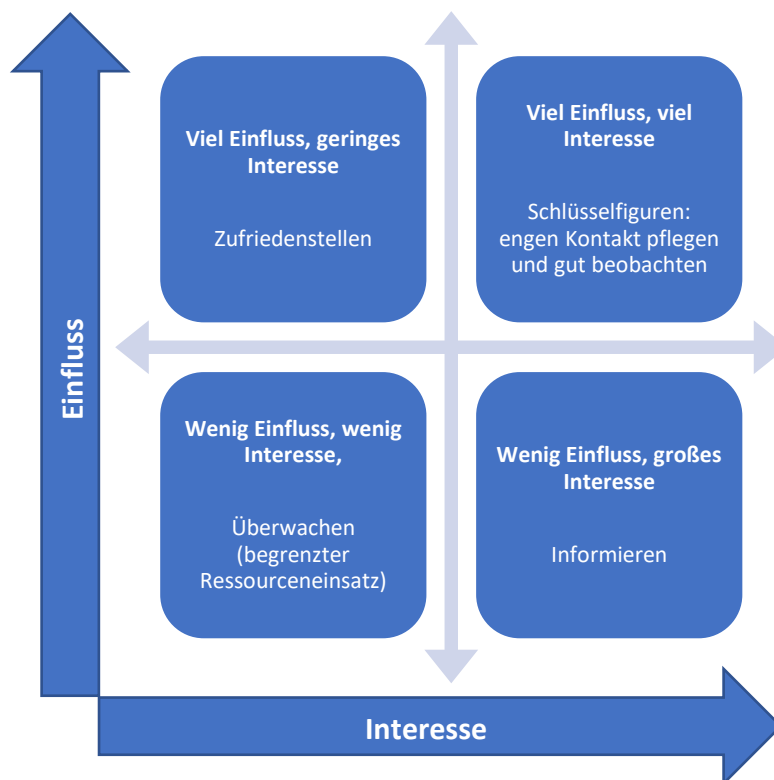 Viel Einfluss, geringes
Interesse
Zufriedenstellen
Viel Einfluss, viel
Interesse
Schlüsselfiguren:
engen Kontakt pflegen
und gut beobachten
Einfluss
Wenig Einfluss, wenig
Interesse,
Überwachen
(begrenzter
Ressourceneinsatz)
Wenig Einfluss, großes
Interesse
Informieren
Interesse